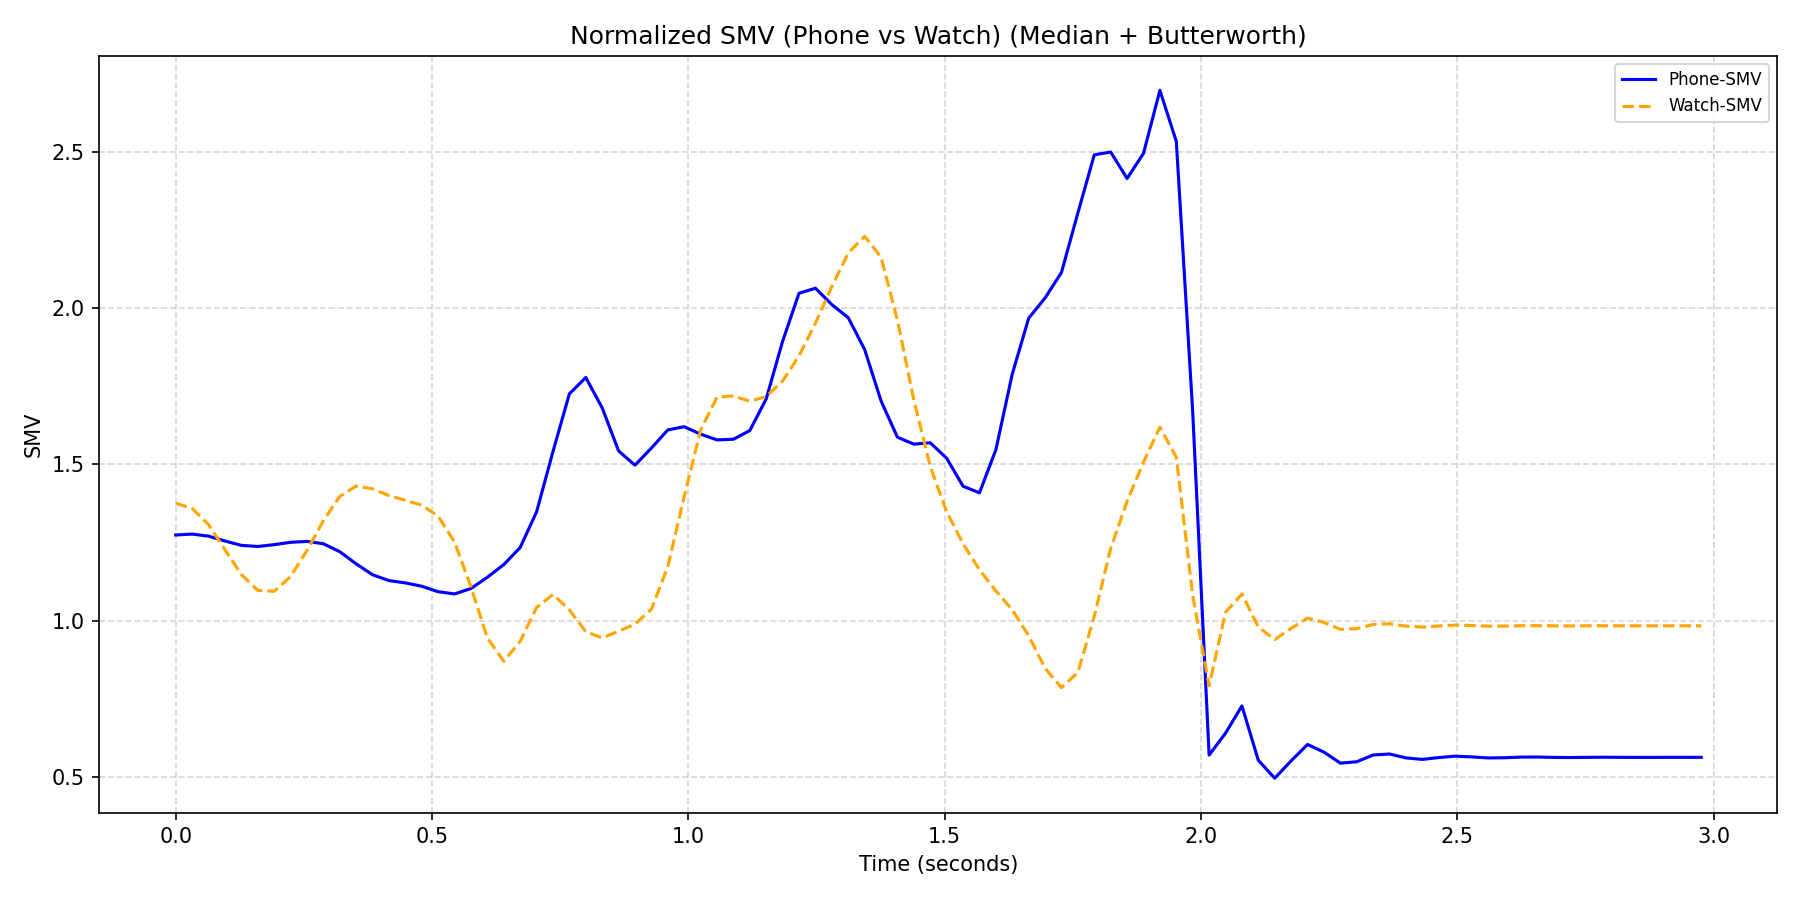 Normalized SMV (Phone vs Watch) (Median + Butterworth)
Phone-SMV
Watch-SMV
SMV
2.5
2.0
1.5
1.0
0.5
0.0 0.5 1.0 1.5 2.0 2.5 3.0
Time (seconds)